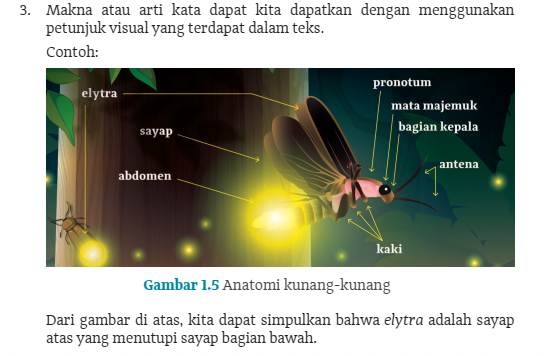 3. Makna atau arti kata dapat kita dapatkan dengan menggunakan
petunjuk visual yang terdapat dalam teks.
Contoh:
pronotum
elytra
mata majemuk
bagian kepala
sayap
antena
abdomen
kaki
Gambar 1.5 Anatomi kunang-kunang
Dari gambar di atas, kita dapat simpulkan bahwa elytra adalah sayap
atas yang menutupi sayap bagian bawah.